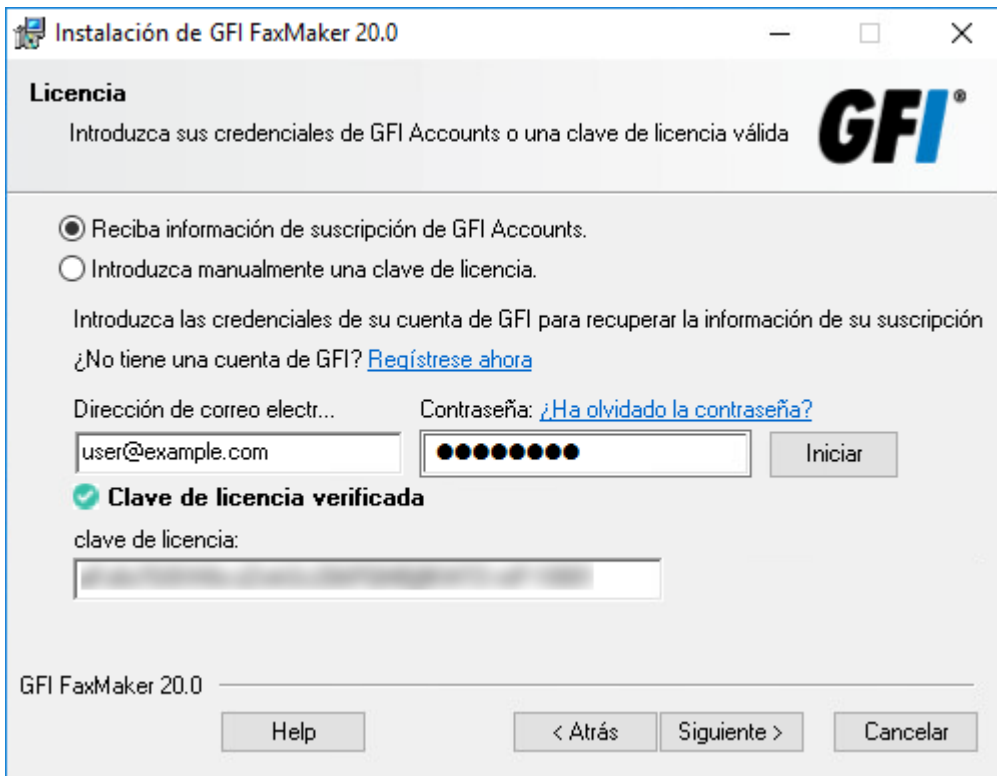 Instalación de GFI FaxMaker 20.0
Licencia
Introduzca sus credenciales de GFI Accounts o una clave de licencia válida
GFI®
Reciba información de suscripción de GFI Accounts.
Introduzca manualmente una clave de licencia.
Introduzca las credenciales de su cuenta de GFI para recuperar la información de su suscripción
¿No tiene una cuenta de GFI? Regístrese ahora
Dirección de correo electr... Contraseña: ¿Ha olvidado la contraseña?
user@example.com ●●●●●●●● Iniciar
Clave de licencia verificada
clave de licencia:
GFI FaxMaker 20.0
Help < Atrás Siguiente > Cancelar